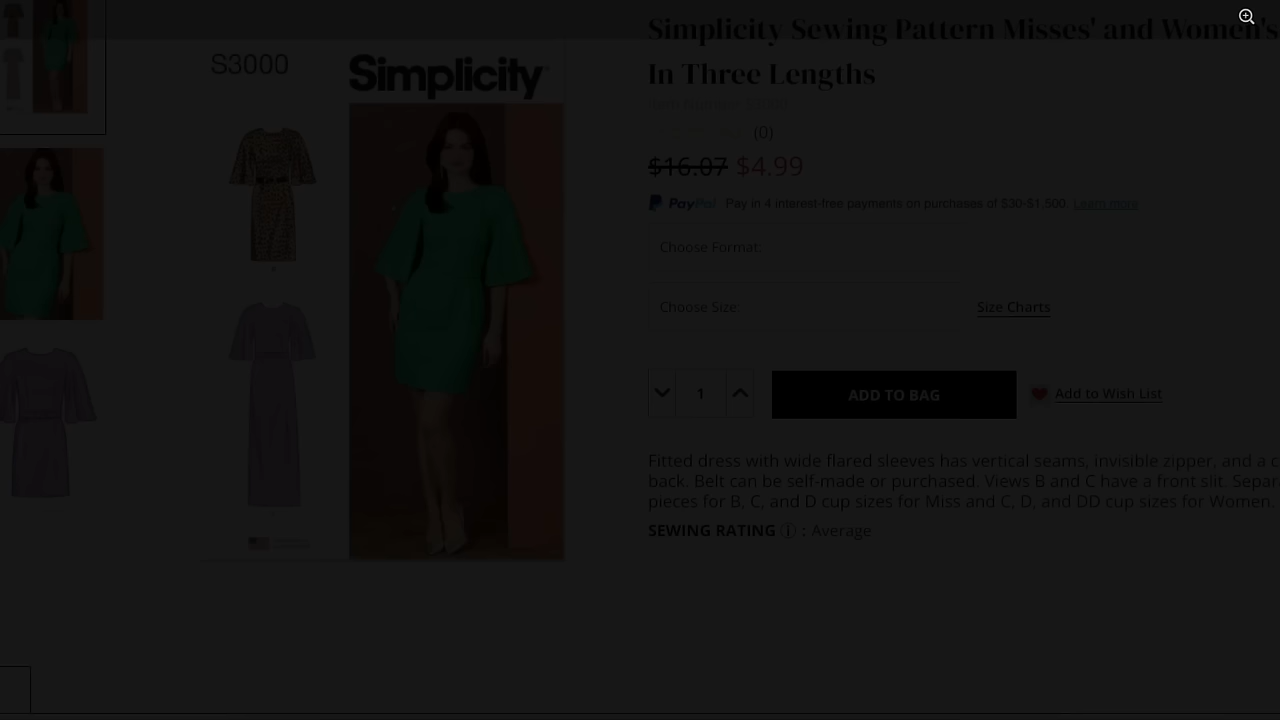 Simplicity Sewing Pattern Misses' and Women's
In Three Lengths
S3000
Simplicity
(0)
$16.07 $4.99
PayPal Pay in 4 interest-free payments on purchases of $30-$1,500. Learn more
Choose Format:
Choose Size:
Size Charts
1
ADD TO BAG
Add to Wish List
Fitted dress with wide flared sleeves has vertical seams, invisible zipper, and a
back. Belt can be self-made or purchased. Views B and C have a front slit.
pieces for B, C, and D cup sizes for Miss and C, D, and DD cup sizes for Women.
SEWING RATING ⓘ : Average